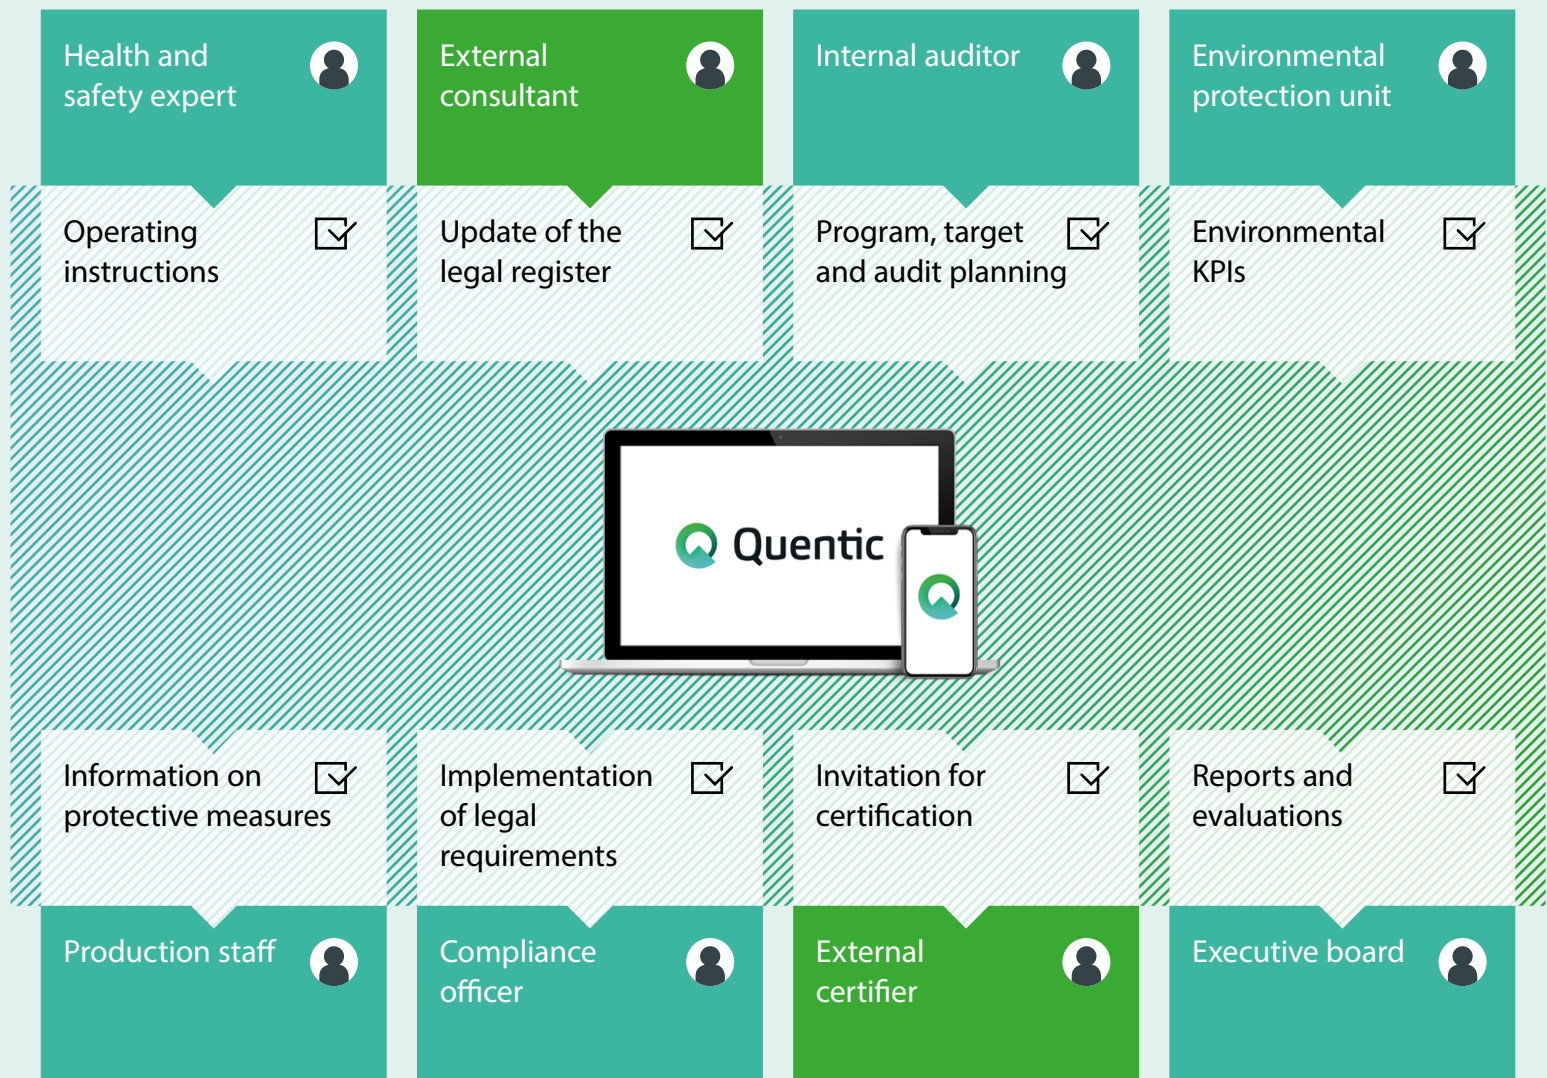 Health and
safety expert
External
consultant
Internal auditor
Environmental
protection unit
Operating
instructions
Update of the
legal register
Program, target
and audit planning
Environmental
KPIs
Quentic
Information on
protective measures
Implementation
of legal
requirements
Invitation for
certification
Reports and
evaluations
Production staff
Compliance
officer
External
certifier
Executive board